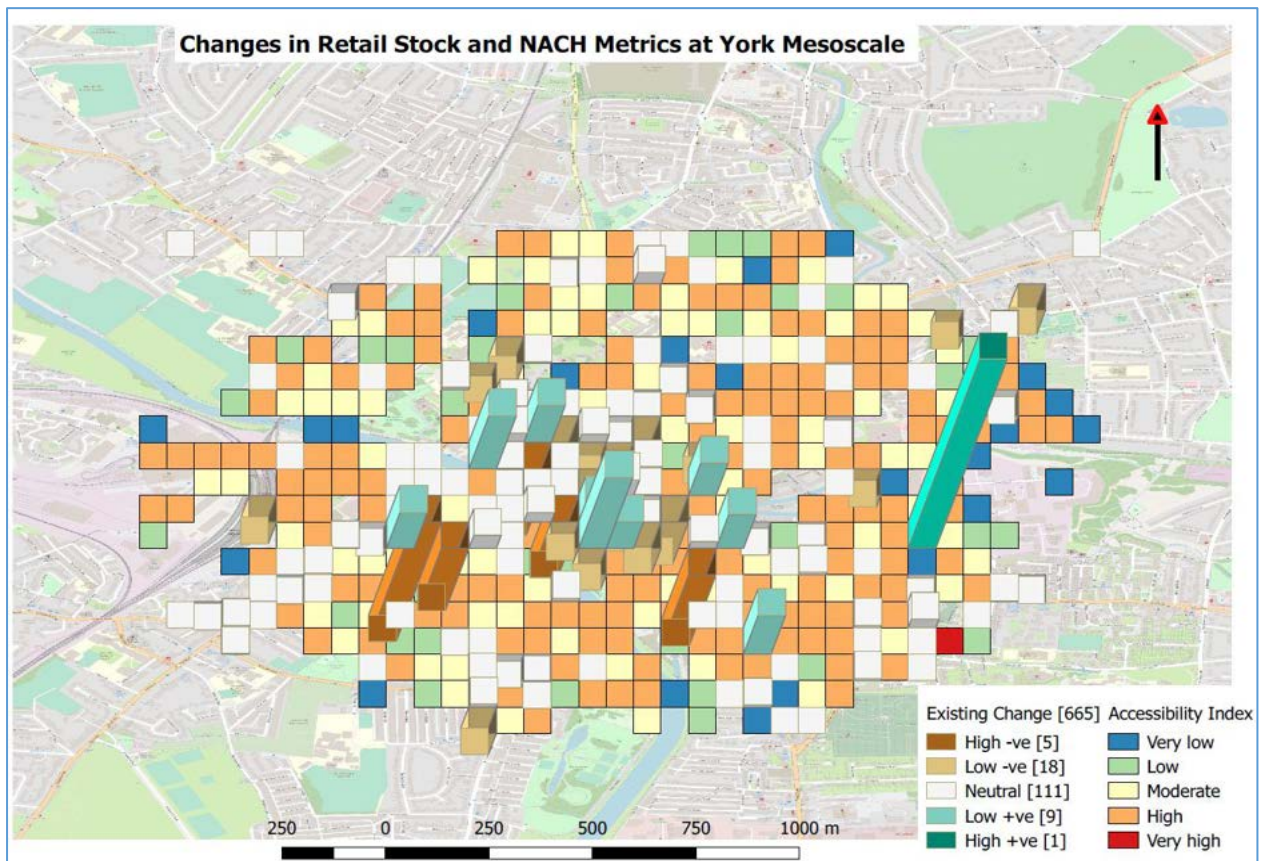 Changes in Retail Stock and NACH Metrics at York Mesoscale
Existing Change [665] Accessibility Index
High -ve [5] Very low
Low -ve [18] Low
Neutral [111] Moderate
Low +ve [9] High
High +ve [1] Very high
250 0 250 500 750 1000 m